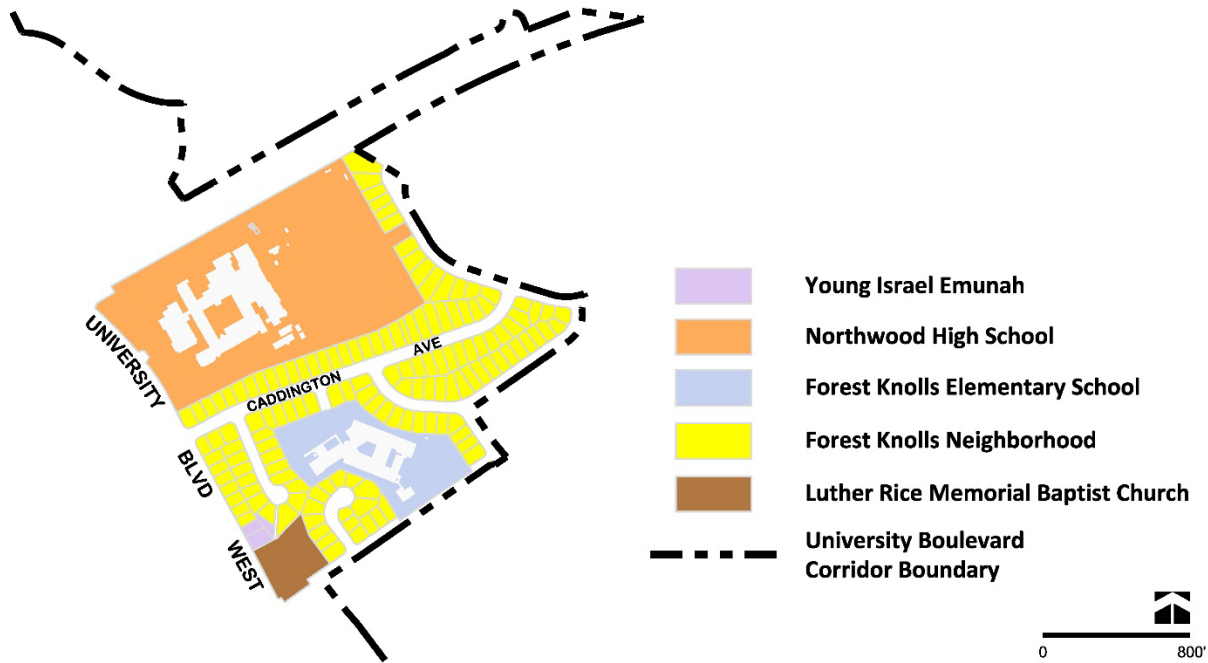 UNIVERSITY
BLVD
WEST
CADDINGTON
AVE
Young Israel Emunah
Northwood High School
Forest Knolls Elementary School
Forest Knolls Neighborhood
Luther Rice Memorial Baptist Church
University Boulevard
Corridor Boundary
0
800'